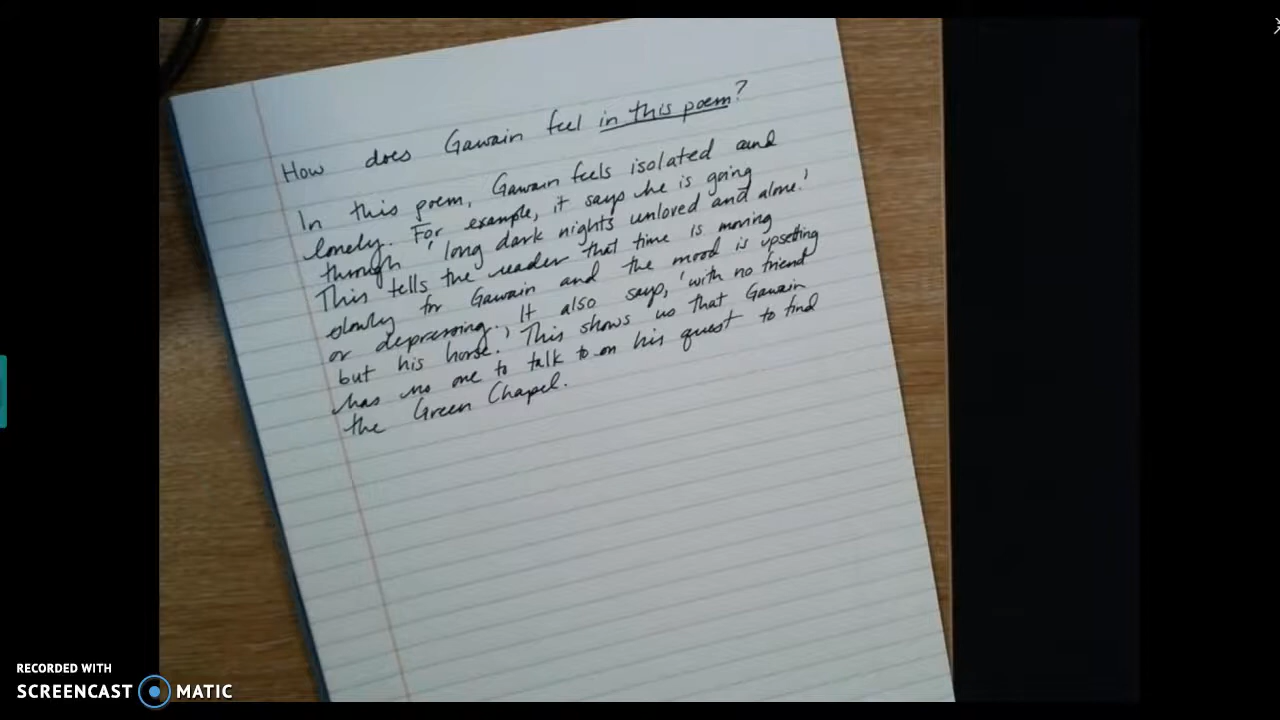 How does Gawain feel in this poem?
In this poem, Gawain feels isolated and
lonely. For example, it says he is going
through 'long dark nights unloved and alone.'
This tells the reader that time is moving
slowly for Gawain and the mood is upsetting
or depressing. It also says, 'with no friend
but his horse.' This shows us that Gawain
has no one to talk to on his quest to find
the Green Chapel.
RECORDED WITH
SCREENCAST MATIC